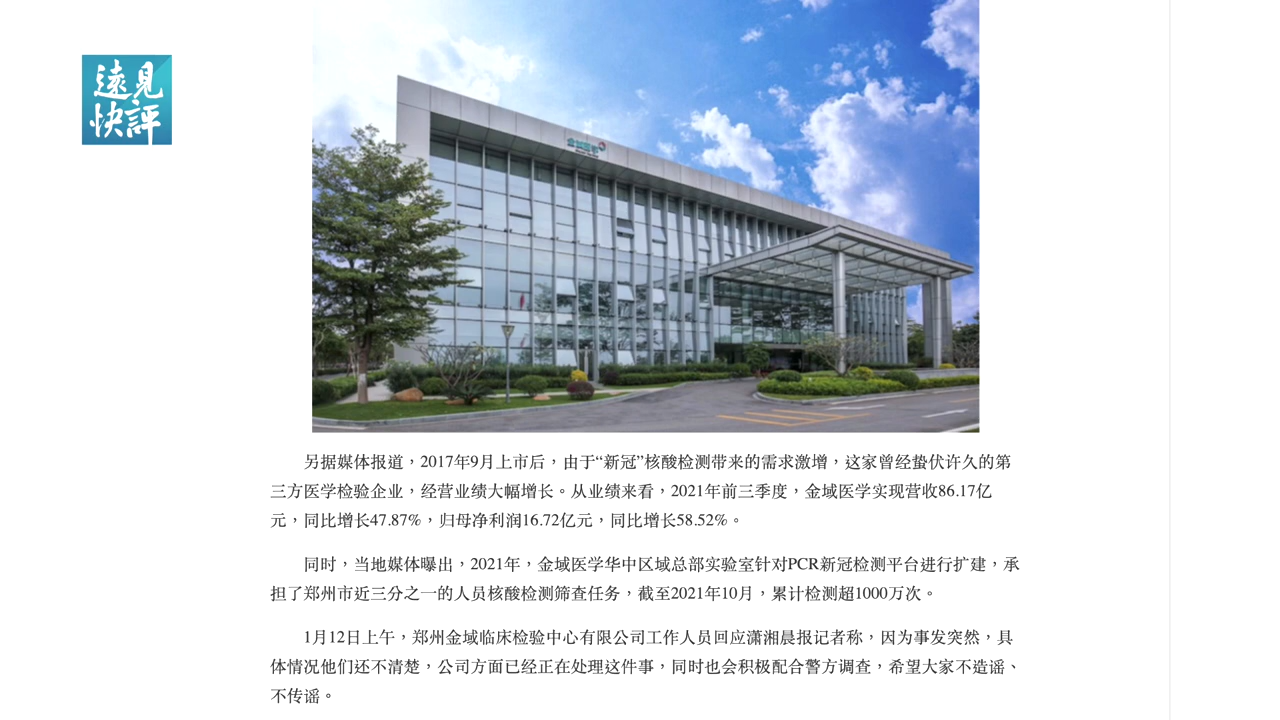 遠見
快評
金域医学
另据媒体报道，2017年9月上市后，由于“新冠”核酸检测带来的需求激增，这家曾经蛰伏许久的第
三方医学检验企业，经营业绩大幅增长。从业绩来看，2021年前三季度，金域医学实现营收86.17亿
元，同比增长47.87%，归母净利润16.72亿元，同比增长58.52%。
同时，当地媒体曝出，2021年，金域医学华中区域总部实验室针对PCR新冠检测平台进行扩建，承
担了郑州市近三分之一的人员核酸检测筛查任务，截至2021年10月，累计检测超1000万次。
1月12日上午，郑州金域临床检验中心有限公司工作人员回应潇湘晨报记者称，因为事发突然，具
体情况他们还不清楚，公司方面已经正在处理这件事，同时也会积极配合警方调查，希望大家不造谣、
不传谣。